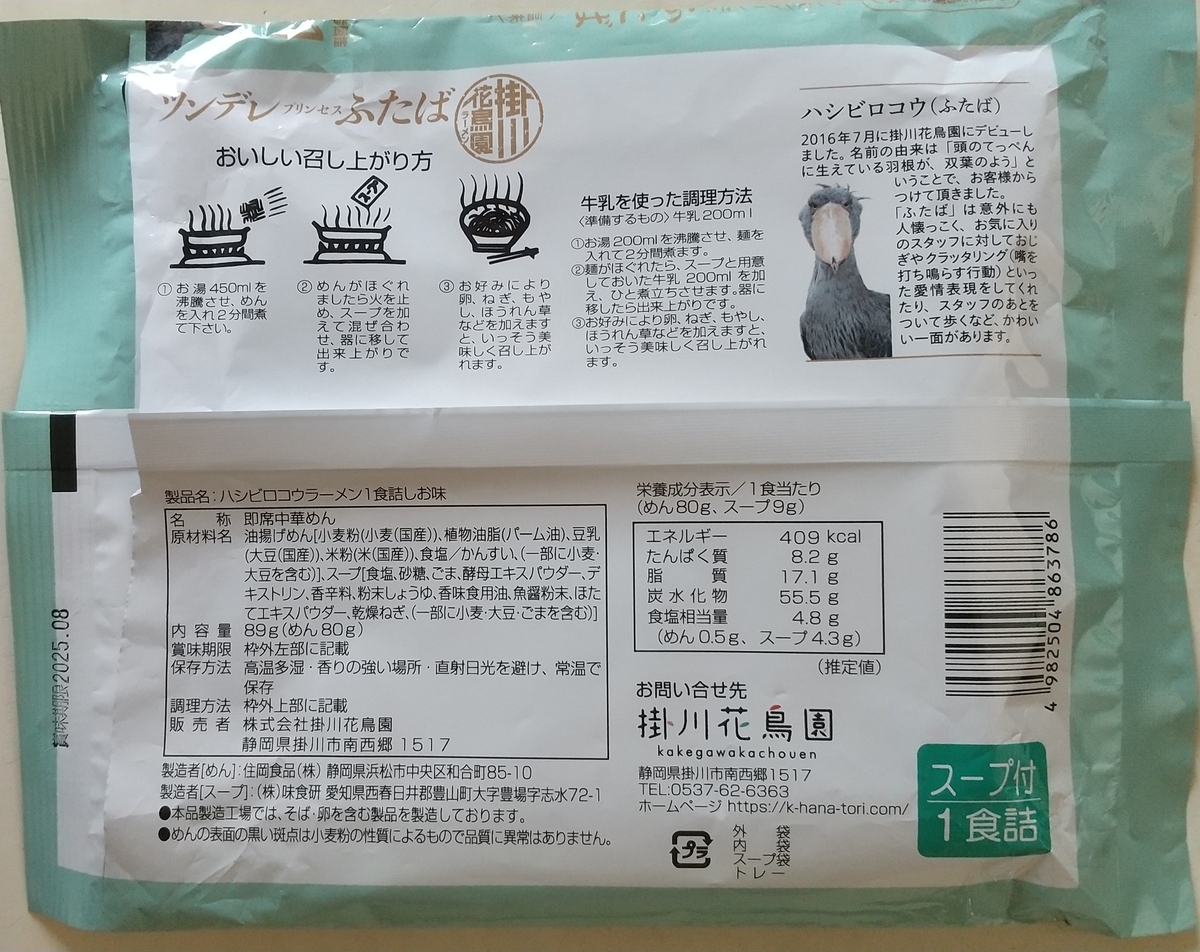 ツンデレプリンセスふたば
掛川
花鳥園
ラーメン
おいしい召し上がり方
麺
スープ
①お湯450mlを
沸騰させ、めん
を入れ2分間煮
て下さい。
②めんがほぐれ
ましたら火を止
め、スープを加
えて混ぜ合わ
せ、器に移して
出来上がりで
す。
③お好みにより
卵、ねぎ、もや
し、ほうれん草
などを加えます
と、いっそう美
味しく召し上が
れます。
牛乳を使った調理方法
〈準備するもの〉牛乳200ml
①お湯200mlを沸騰させ、麺を
入れて2分間煮ます。
②麺がほぐれたら、スープと用意
しておいた牛乳 200mlを加
え、ひと煮立ちさせます。器に
移したら出来上がりです。
③お好みにより卵、ねぎ、もやし、
ほうれん草などを加えますと、
いっそう美味しく召し上がれ
ます。
ハシビロコウ(ふたば)
2016年7月に掛川花鳥園にデビューし
ました。名前の由来は「頭のてっぺん
に生えている羽根が、双葉のよう」と
いうことで、お客様から
つけて頂きました。
「ふたば」は意外にも
人懐っこく、お気に入り
のスタッフに対しておじ
ぎやクラッタリング(嘴を
打ち鳴らす行動)といっ
た愛情表現をしてくれ
たり、スタッフのあとを
ついて歩くなど、かわい
い一面があります。
賞味期限2025.08
製品名:ハシビロコウラーメン1食詰しお味
名称 即席中華めん
原材料名 油揚げめん[小麦粉(小麦(国産))、植物油脂(パーム油)、豆乳
(大豆(国産))、米粉(米(国産))、食塩/かんすい、(一部に小麦・
大豆を含む)]、スープ[食塩、砂糖、ごま、酵母エキスパウダー、デ
キストリン、香辛料、粉末しょうゆ、香味食用油、魚醤粉末、ほた
てエキスパウダー、乾燥ねぎ、(一部に小麦・大豆・ごまを含む)]
内容量 89g(めん80g)
賞味期限 枠外左部に記載
保存方法 高温多湿・香りの強い場所・直射日光を避け、常温で
保存
調理方法 枠外上部に記載
販売者 株式会社掛川花鳥園
静岡県掛川市南西郷1517
製造者[めん]:住岡食品(株) 静岡県浜松市中央区和合町85-10
製造者[スープ]:(株)味食研 愛知県西春日井郡豊山町大字豊場字志水72-1
●本品製造工場では、そば・卵を含む製品を製造しております。
●めんの表面の黒い斑点は小麦粉の性質によるもので品質に異常はありません。
栄養成分表示/1食当たり
(めん80g、スープ9g)
エネルギー 409 kcal
たんぱく質 8.2 g
脂質 17.1 g
炭水化物 55.5 g
食塩相当量 4.8 g
(めん0.5g、スープ4.3g)
(推定値)
お問い合せ先
掛川花鳥園
kakegawakachouen
静岡県掛川市南西郷1517
TEL:0537-62-6363
ホームページ https://k-hana-tori.com/
プラ
外袋
内袋
スープ袋
トレー
4 982504 863786
スープ付
1食詰